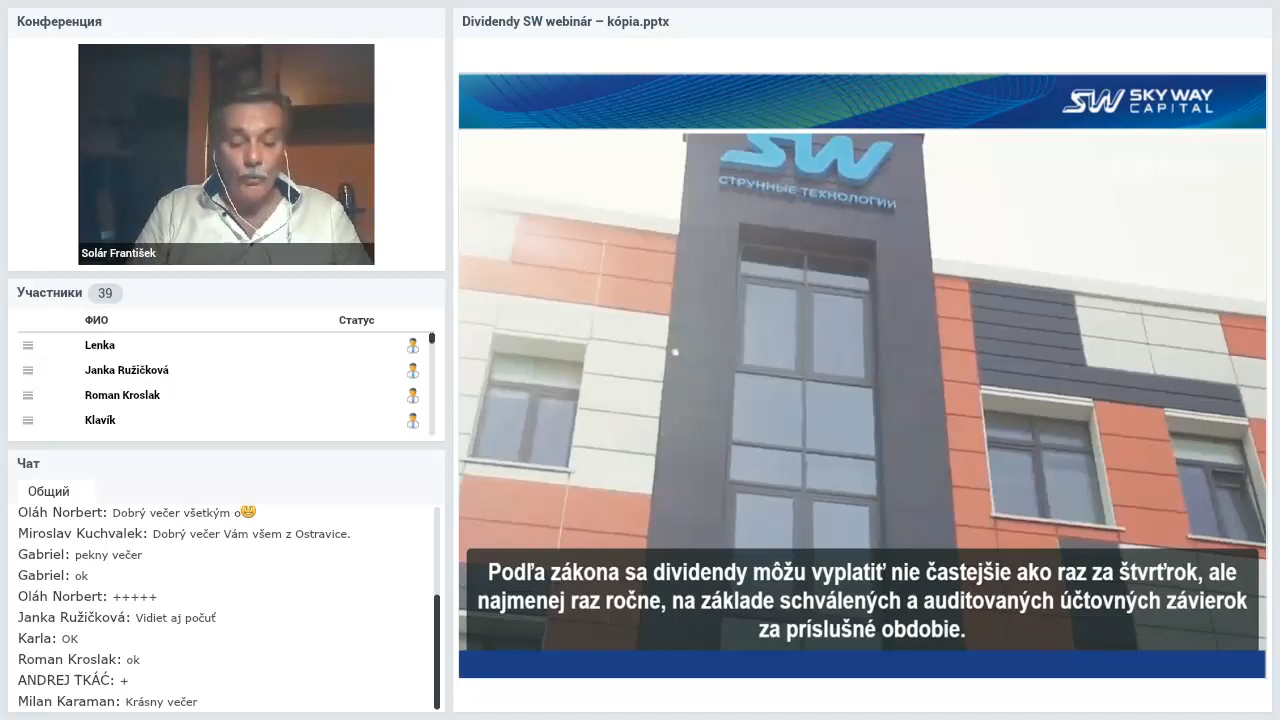 Конференция
Solár František
Участники 39
ФИО Статус
Lenka
Janka Ružičková
Roman Kroslak
Klavík
Чат
Общий
Oláh Norbert: Dobrý večer všetkým o
Miroslav Kuchvalek: Dobrý večer Vám všem z Ostravice.
Gabriel: pekny večer
Gabriel: ok
Oláh Norbert: +++++
Janka Ružičková: Vidiet aj počuť
Karla: OK
Roman Kroslak: ok
ANDREJ TKÁČ: +
Milan Karaman: Krásny večer
Dividendy SW webinár – kópia.pptx
SW SKY WAY
CAPITAL
SW
СТРУННЫЕ ТЕХНОЛОГИИ
Podľa zákona sa dividendy môžu vyplatiť nie častejšie ako raz za štvrťrok, ale
najmenej raz ročne, na základe schválených a auditovaných účtovných závierok
za príslušné obdobie.